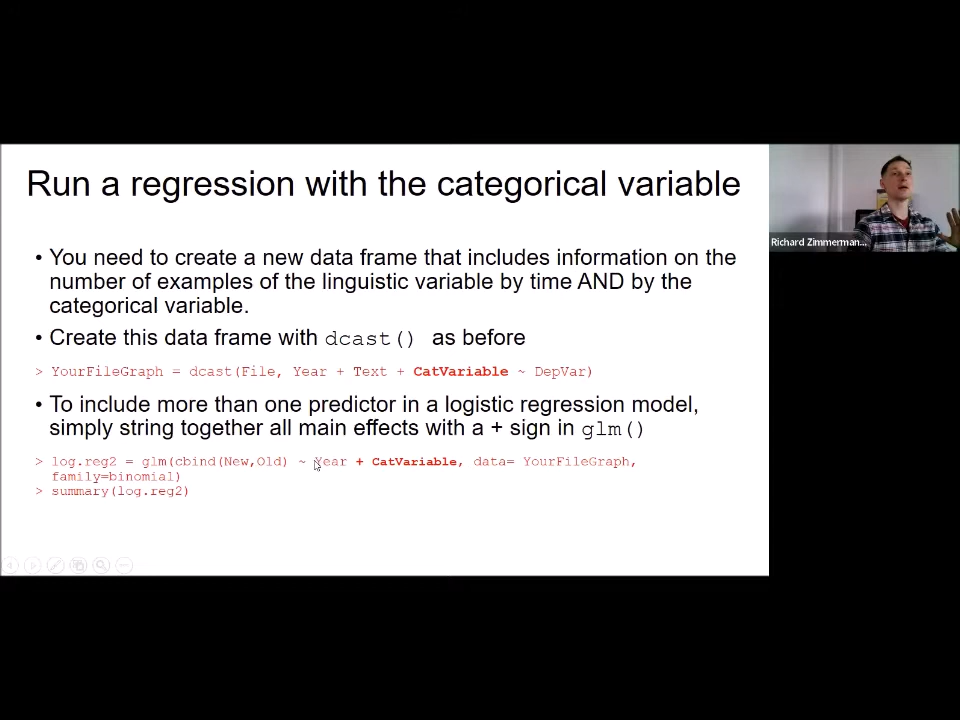 Run a regression with the categorical variable
• You need to create a new data frame that includes information on the
number of examples of the linguistic variable by time AND by the
categorical variable.
• Create this data frame with dcast() as before
> YourFileGraph = dcast(File, Year + Text + CatVariable ~ DepVar)
• To include more than one predictor in a logistic regression model,
simply string together all main effects with a + sign in glm()
> log.reg2 = glm(cbind(New,Old) ~ Year + CatVariable, data= YourFileGraph,
family=binomial)
> summary(log.reg2)
Richard Zimmerman...